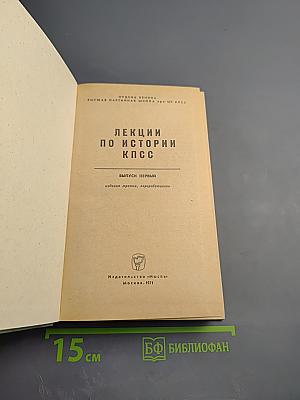 ОРДЕНА ЛЕНИНА
ВЫСШАЯ ПАРТИЙНАЯ ШКОЛА при ЦК КПСС
ЛЕКЦИИ
ПО ИСТОРИИ
КПСС
ВЫПУСК ПЕРВЫЙ
издание третье, переработанное
Издательство «Мысль»
Москва · 1971
15 см
БФ БИБЛИОФАН